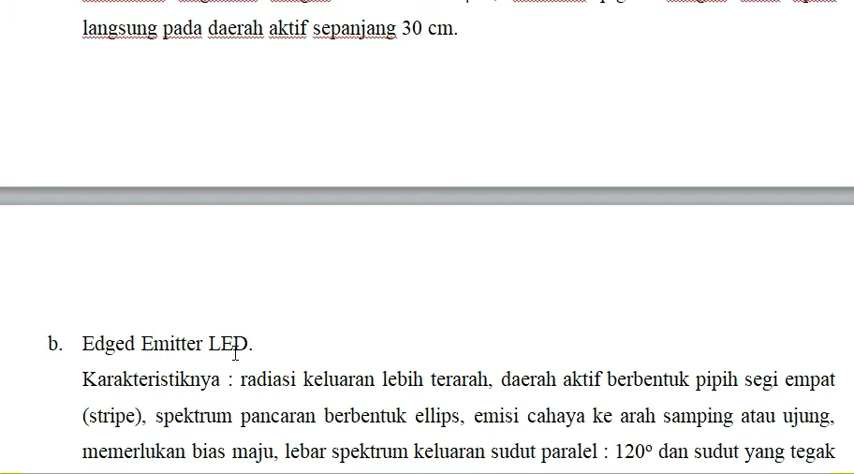 langsung pada daerah aktif sepanjang 30 cm.
b. Edged Emitter LED.
Karakteristiknya : radiasi keluaran lebih terarah, daerah aktif berbentuk pipih segi empat
(stripe), spektrum pancaran berbentuk ellips, emisi cahaya ke arah samping atau ujung,
memerlukan bias maju, lebar spektrum keluaran sudut paralel : 120º dan sudut yang tegak